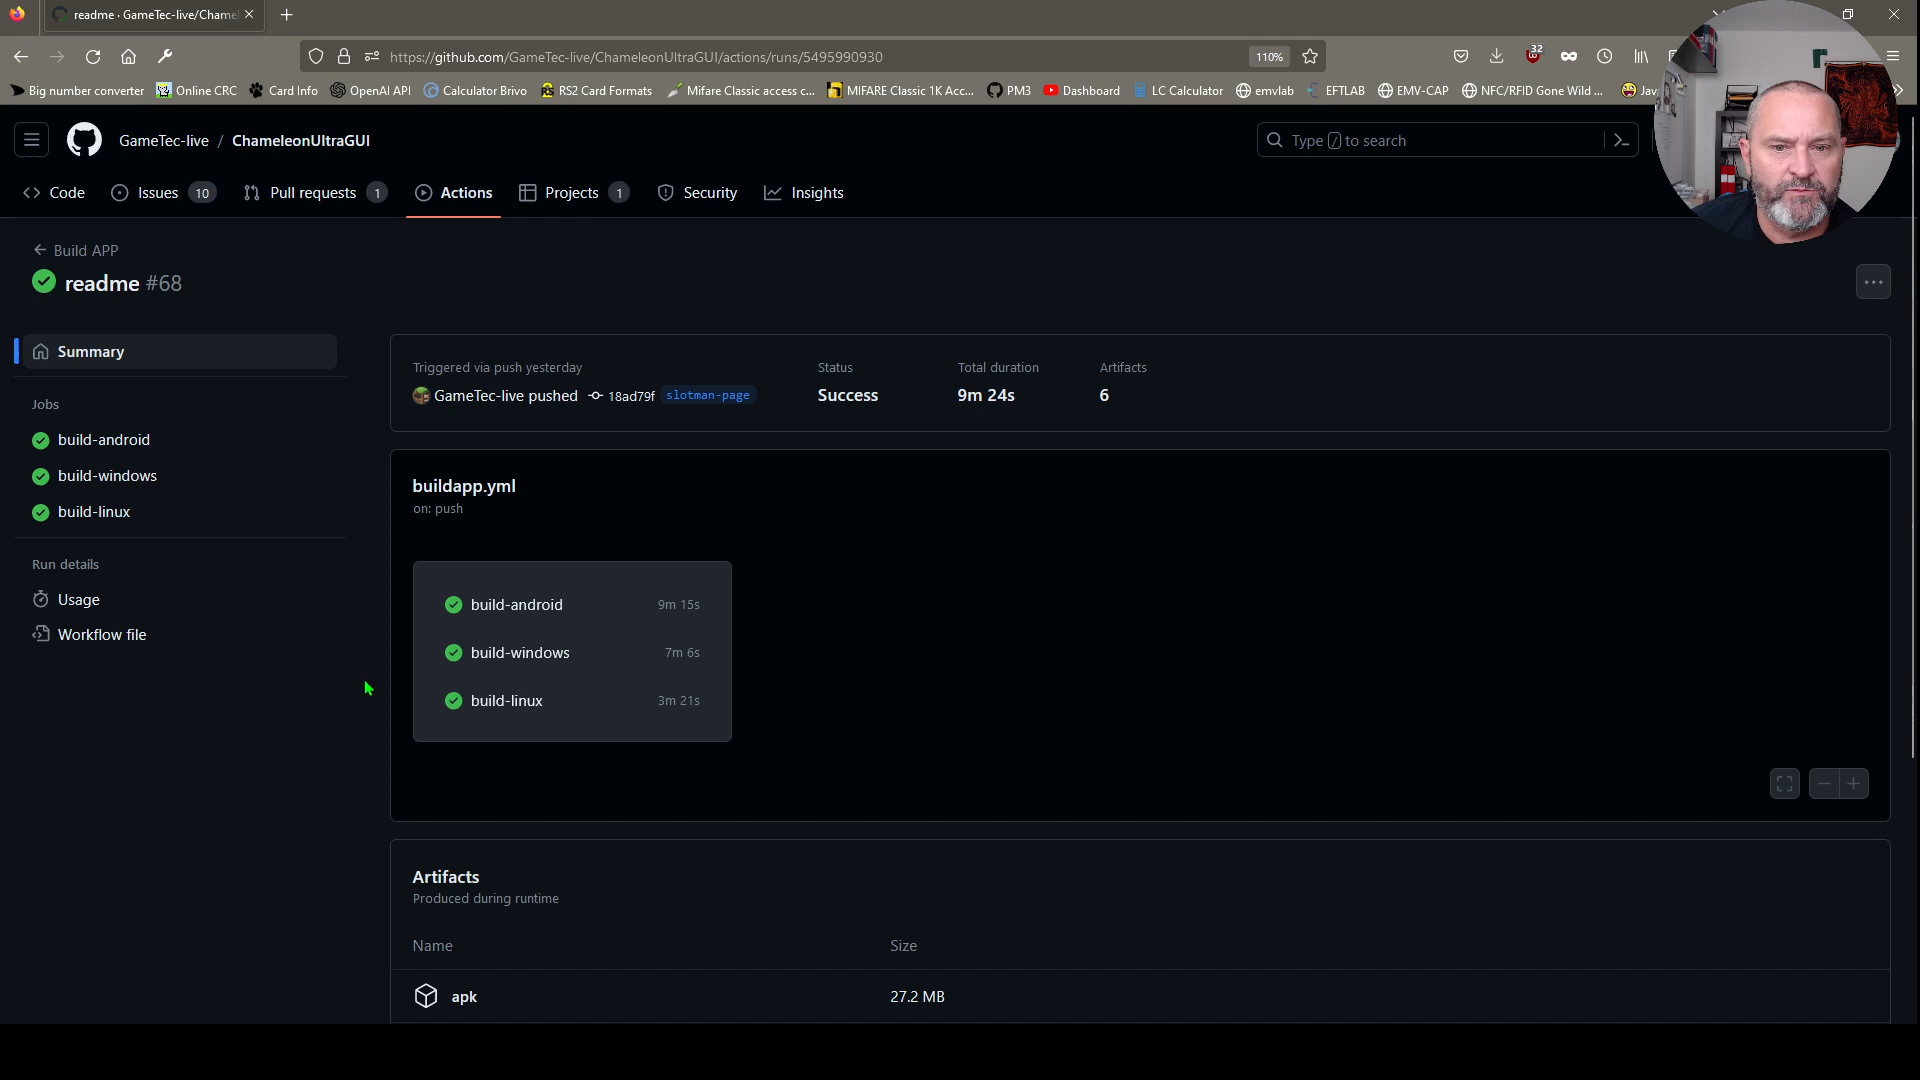 readme · GameTec-live/Chamel
https://github.com/GameTec-live/ChameleonUltraGUI/actions/runs/5495990930
110%
32
Big number converter
Online CRC
Card Info
OpenAI API
Calculator Brivo
RS2 Card Formats
Mifare Classic access c...
MIFARE Classic 1K Acc...
PM3
Dashboard
LC Calculator
emvlab
EFTLAB
EMV-CAP
NFC/RFID Gone Wild ...
GameTec-live / ChameleonUltraGUI
Type / to search
Code
Issues 10
Pull requests 1
Actions
Projects 1
Security
Insights
Build APP
readme #68
Summary
Jobs
build-android
build-windows
build-linux
Run details
Usage
Workflow file
Triggered via push yesterday
GameTec-live pushed 18ad79f slotman-page
Status
Success
Total duration
9m 24s
Artifacts
6
buildapp.yml
on: push
build-android 9m 15s
build-windows 7m 6s
build-linux 3m 21s
Artifacts
Produced during runtime
Name Size
apk 27.2 MB